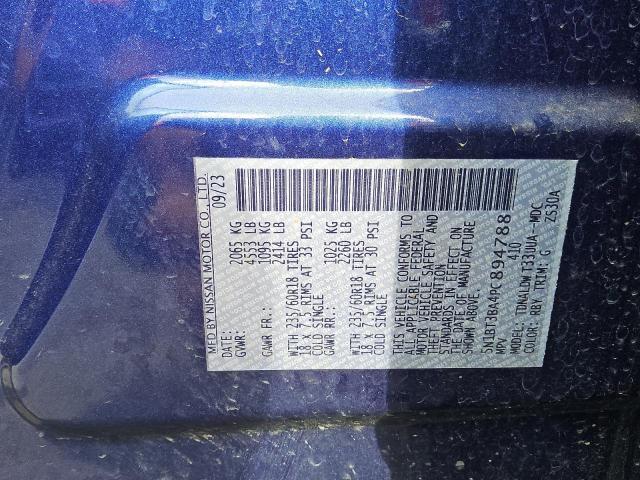 MFD BY NISSAN MOTOR CO., LTD.
DATE: 09/23
GVWR: 2065 KG
4553 LB
GAWR FR: 1095 KG
2414 LB
WITH 235/60R18 TIRES
18 X 7.5 RIMS AT 33 PSI
COLD SINGLE
GAWR RR: 1025 KG
2260 LB
WITH 235/60R18 TIRES
18 X 7.5 RIMS AT 30 PSI
COLD SINGLE
THIS VEHICLE CONFORMS TO
ALL APPLICABLE FEDERAL
MOTOR VEHICLE SAFETY AND
THEFT PREVENTION
STANDARDS IN EFFECT ON
THE DATE OF MANUFACTURE
SHOWN ABOVE.
5N1BT3BA4PC894788
MPV 410
MODEL: TDNALDW T33UUA--MDC
COLOR: RBY TRIM: G Z530A